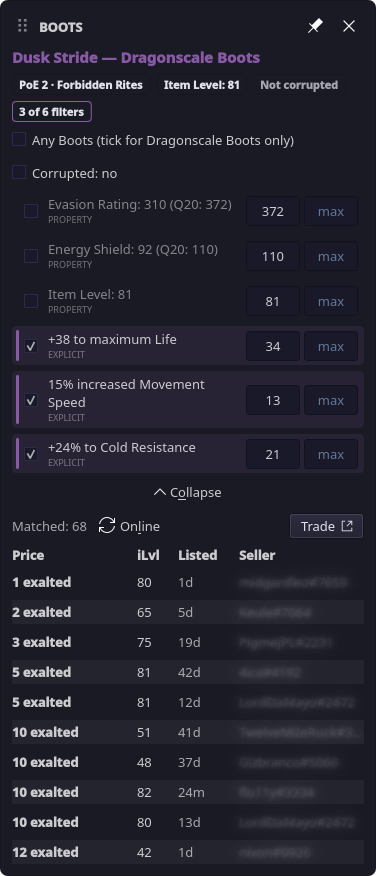 BOOTS
Dusk Stride — Dragonscale Boots
PoE 2 · Forbidden Rites Item Level: 81 Not corrupted
3 of 6 filters
Any Boots (tick for Dragonscale Boots only)
Corrupted: no
Evasion Rating: 310 (Q20: 372) 372 max
PROPERTY
Energy Shield: 92 (Q20: 110) 110 max
PROPERTY
Item Level: 81 81 max
PROPERTY
+38 to maximum Life 34 max
EXPLICIT
15% increased Movement
Speed 13 max
EXPLICIT
+24% to Cold Resistance 21 max
EXPLICIT
Collapse
Matched: 68 Online Trade
Price iLvl Listed Seller
1 exalted 80 1d
2 exalted 65 5d
3 exalted 75 19d
5 exalted 81 42d
5 exalted 81 12d
10 exalted 51 41d
10 exalted 48 37d
10 exalted 82 24m
10 exalted 80 13d
12 exalted 42 1d